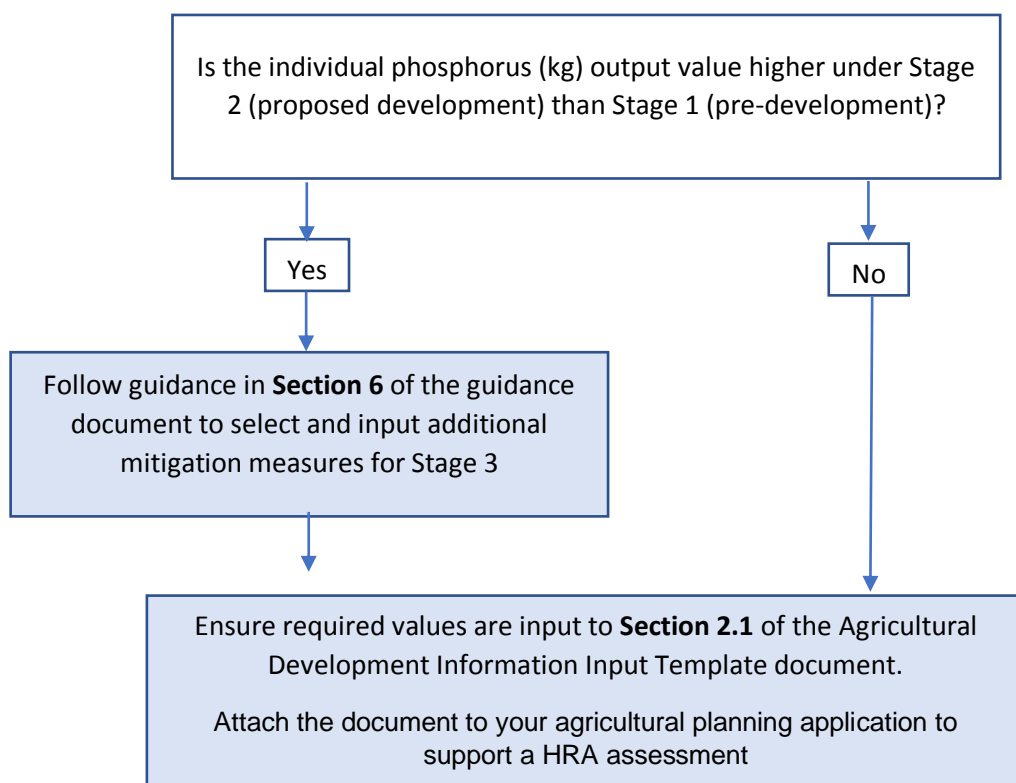 Is the individual phosphorus (kg) output value higher under Stage
2 (proposed development) than Stage 1 (pre-development)?
Yes
No
Follow guidance in Section 6 of the guidance
document to select and input additional
mitigation measures for Stage 3
Ensure required values are input to Section 2.1 of the Agricultural
Development Information Input Template document.
Attach the document to your agricultural planning application to
support a HRA assessment